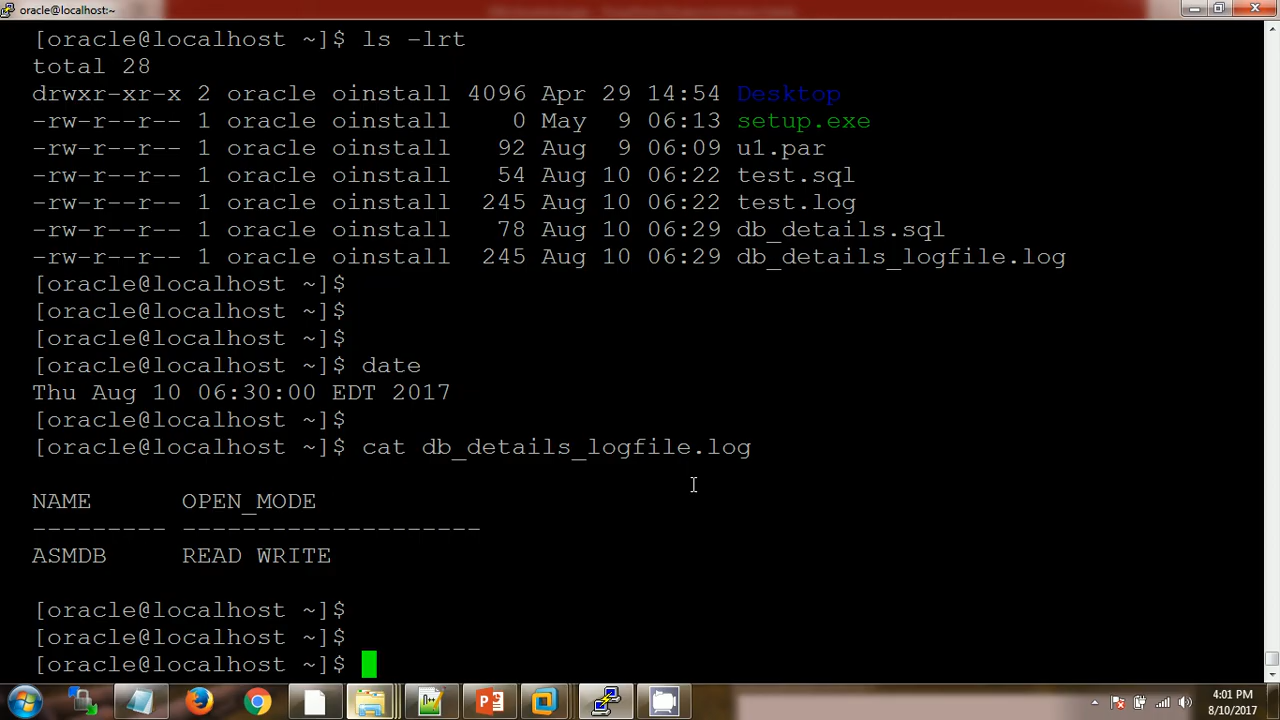 oracle@localhost:~
[oracle@localhost ~]$ ls -lrt
total 28
drwxr-xr-x 2 oracle oinstall 4096 Apr 29 14:54 Desktop
-rw-r--r-- 1 oracle oinstall    0 May  9 06:13 setup.exe
-rw-r--r-- 1 oracle oinstall   92 Aug  9 06:09 u1.par
-rw-r--r-- 1 oracle oinstall   54 Aug 10 06:22 test.sql
-rw-r--r-- 1 oracle oinstall  245 Aug 10 06:22 test.log
-rw-r--r-- 1 oracle oinstall   78 Aug 10 06:29 db_details.sql
-rw-r--r-- 1 oracle oinstall  245 Aug 10 06:29 db_details_logfile.log
[oracle@localhost ~]$
[oracle@localhost ~]$
[oracle@localhost ~]$
[oracle@localhost ~]$ date
Thu Aug 10 06:30:00 EDT 2017
[oracle@localhost ~]$
[oracle@localhost ~]$ cat db_details_logfile.log
NAME      OPEN_MODE
--------- --------------------
ASMDB     READ WRITE
[oracle@localhost ~]$
[oracle@localhost ~]$
[oracle@localhost ~]$
4:01 PM
8/10/2017